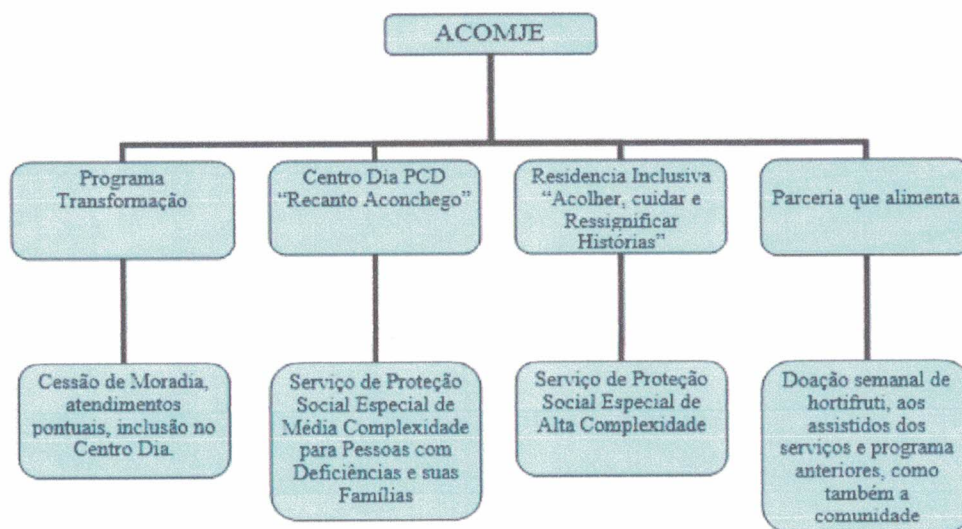 ACOMJE
Programa
Transformação
Centro Dia PCD
“Recanto Aconchego”
Residencia Inclusiva
“Acolher, cuidar e
Ressignificar
Histórias”
Parceria que alimenta
Cessão de Moradia,
atendimentos
pontuais, inclusão no
Centro Dia.
Serviço de Proteção
Social Especial de
Média Complexidade
para Pessoas com
Deficiências e suas
Famílias
Serviço de Proteção
Social Especial de
Alta Complexidade
Doação semanal de
hortifruti, aos
assistidos dos
serviços e programa
anteriores, como
também a
comunidade